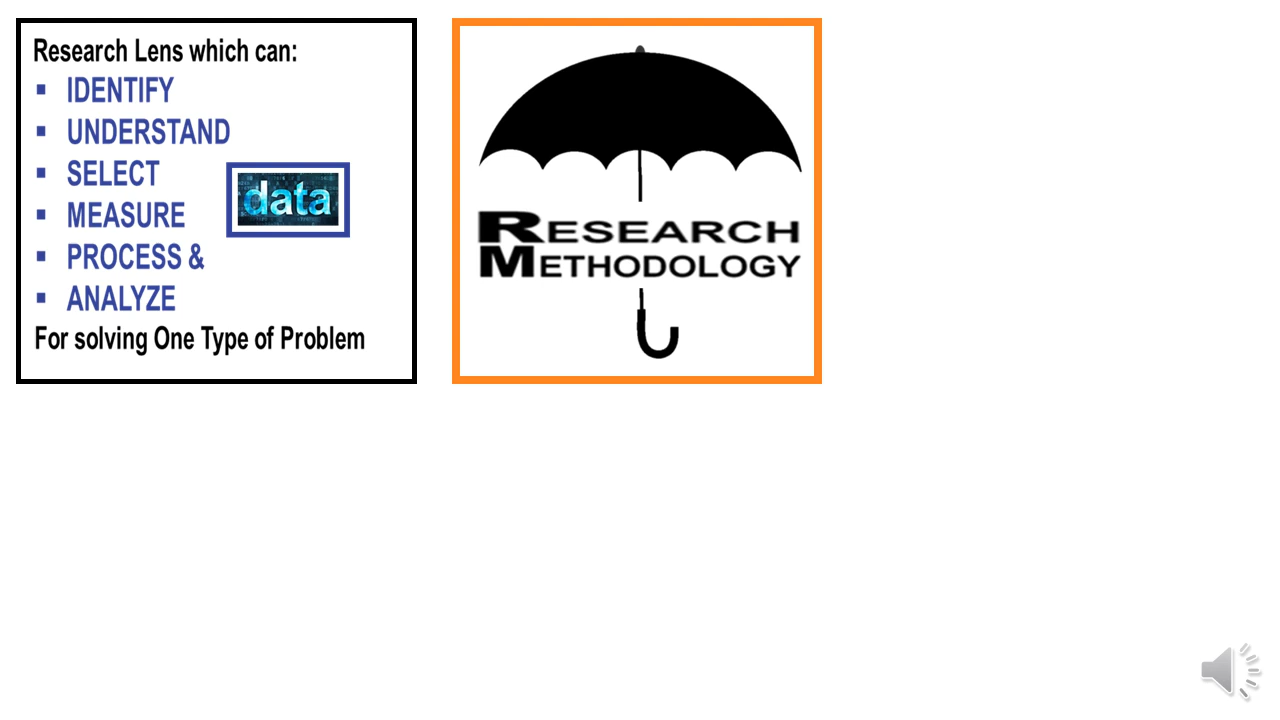 Research Lens which can:
▪ IDENTIFY
▪ UNDERSTAND
▪ SELECT
▪ MEASURE
▪ PROCESS &
▪ ANALYZE
data
For solving One Type of Problem
RESEARCH
METHODOLOGY